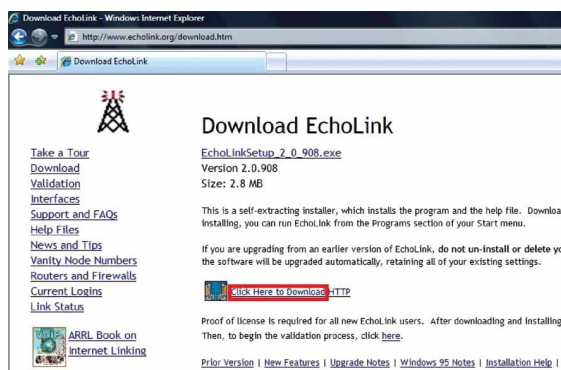 Download EchoLink - Windows Internet Explorer
http://www.echolink.org/download.htm
Download EchoLink
Take a Tour
Download
Validation
Interfaces
Support and FAQs
Help Files
News and Tips
Vanity Node Numbers
Routers and Firewalls
Current Logins
Link Status
ARRL Book on
Internet Linking
Download EchoLink
EchoLinkSetup_2_0_908.exe
Version 2.0.908
Size: 2.8 MB
This is a self-extracting installer, which installs the program and the help file. Downloa
installing, you can run EchoLink from the Programs section of your Start menu.
If you are upgrading from an earlier version of EchoLink, do not un-install or delete yo
the software will be upgraded automatically, retaining all of your existing settings.
Click Here to Download HTTP
Proof of license is required for all new EchoLink users. After downloading and installing
Then, to begin the validation process, click here.
Prior Version | New Features | Upgrade Notes | Windows 95 Notes | Installation Help |